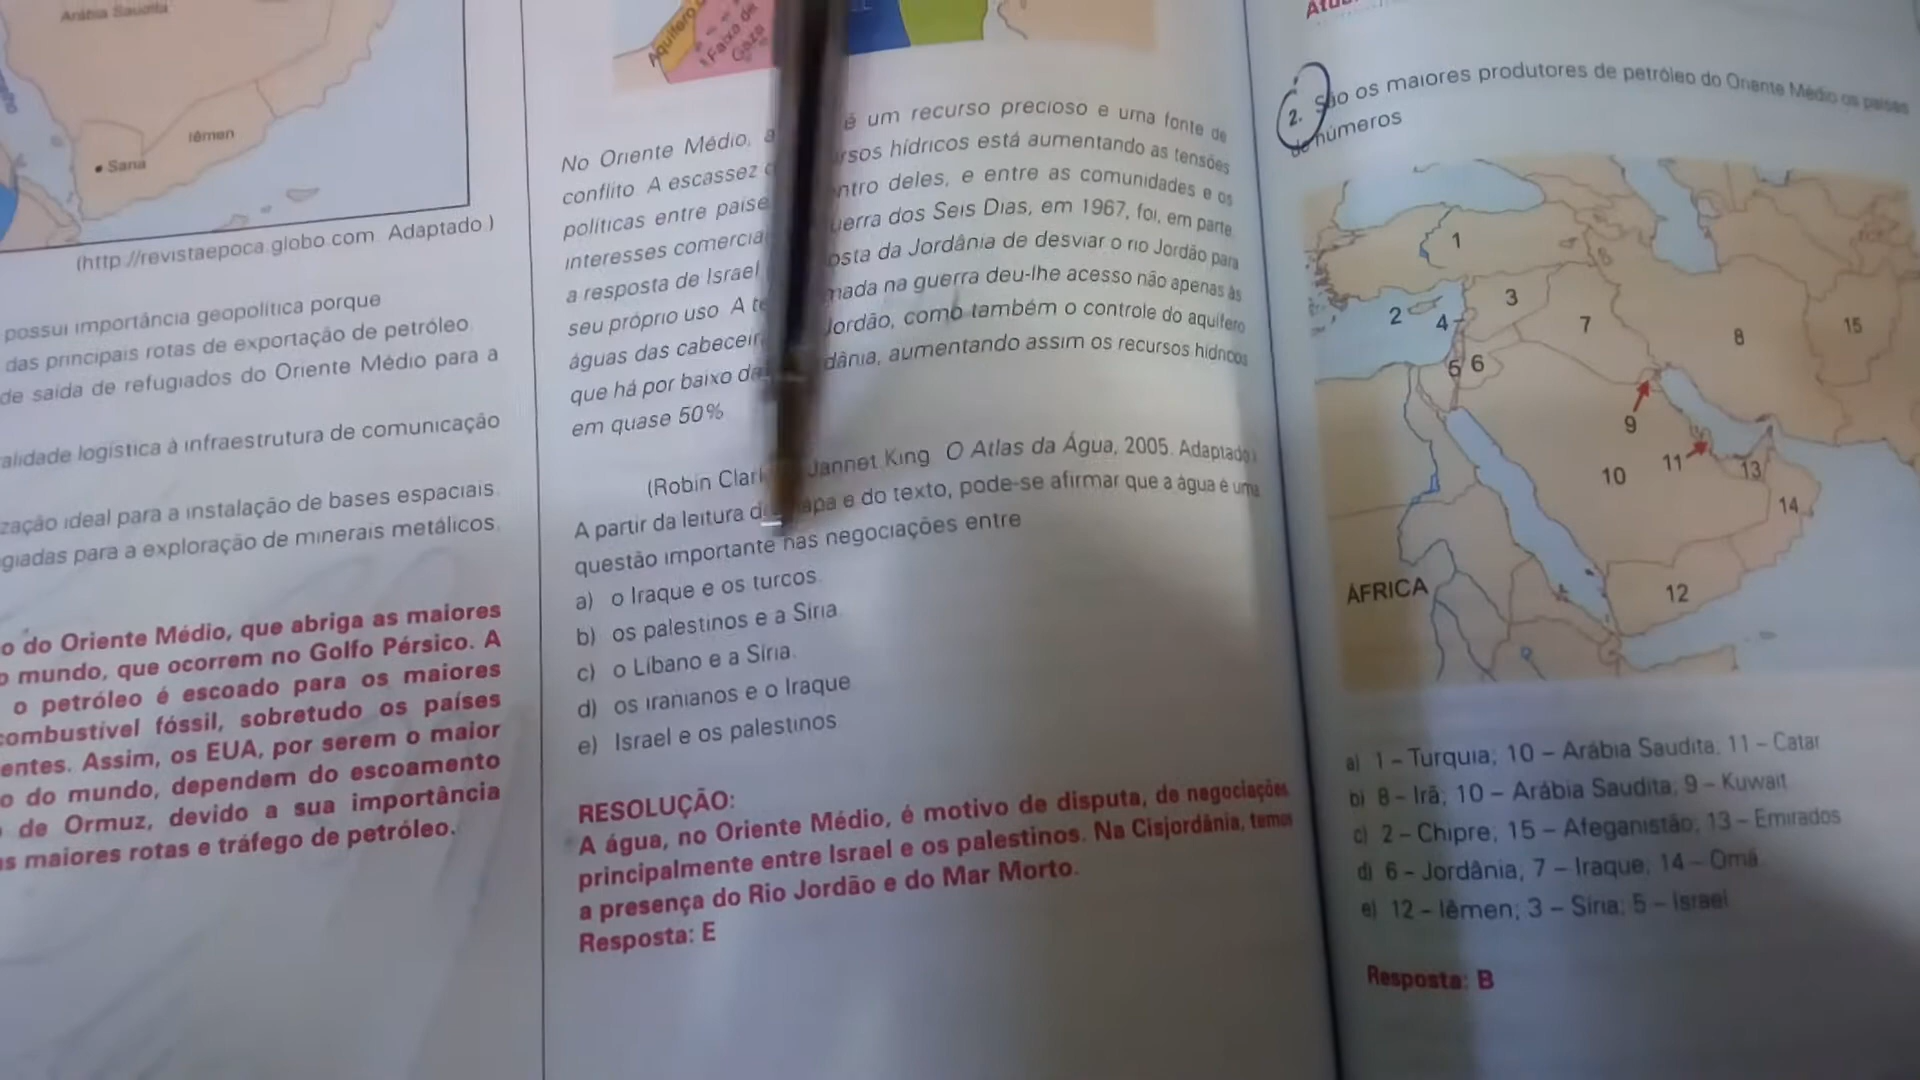 Arábia Saudita
Iêmen
Sana
(http://revistaepoca.globo.com. Adaptado.)
possui importância geopolítica porque
das principais rotas de exportação de petróleo.
de saída de refugiados do Oriente Médio para a
alidade logística à infraestrutura de comunicação
zação ideal para a instalação de bases espaciais.
giadas para a exploração de minerais metálicos.
o do Oriente Médio, que abriga as maiores
o mundo, que ocorrem no Golfo Pérsico. A
o petróleo é escoado para os maiores
combustível fóssil, sobretudo os países
entes. Assim, os EUA, por serem o maior
o do mundo, dependem do escoamento
de Ormuz, devido a sua importância
as maiores rotas e tráfego de petróleo.
Aquífero
Faixa de
Gaza
No Oriente Médio, a é um recurso precioso e uma fonte de
conflito. A escassez rsos hídricos está aumentando as tensões
políticas entre paíse ntro deles, e entre as comunidades e os
interesses comercia uerra dos Seis Dias, em 1967, foi, em parte,
a resposta de Israel osta da Jordânia de desviar o rio Jordão para
seu próprio uso. A te mada na guerra deu-lhe acesso não apenas às
águas das cabeceir Jordão, como também o controle do aquífero
que há por baixo da dânia, aumentando assim os recursos hídricos
em quase 50%.
(Robin Clar Jannet King. O Atlas da Água, 2005. Adaptado.)
A partir da leitura d apa e do texto, pode-se afirmar que a água é uma
questão importante nas negociações entre
a) o Iraque e os turcos.
b) os palestinos e a Síria.
c) o Líbano e a Síria.
d) os iranianos e o Iraque.
e) Israel e os palestinos.
RESOLUÇÃO:
A água, no Oriente Médio, é motivo de disputa, de negociações,
principalmente entre Israel e os palestinos. Na Cisjordânia, temos
a presença do Rio Jordão e do Mar Morto.
Resposta: E
2. São os maiores produtores de petróleo do Oriente Médio os países
de números
1
2
3
4
5
6
7
8
15
9
10
11
13
14
12
ÁFRICA
a) 1 – Turquia; 10 – Arábia Saudita; 11 – Catar
b) 8 – Irã; 10 – Arábia Saudita; 9 – Kuwait
c) 2 – Chipre; 15 – Afeganistão; 13 – Emirados
d) 6 – Jordânia; 7 – Iraque; 14 – Omã
e) 12 – Iêmen; 3 – Síria; 5 – Israel
Resposta: B